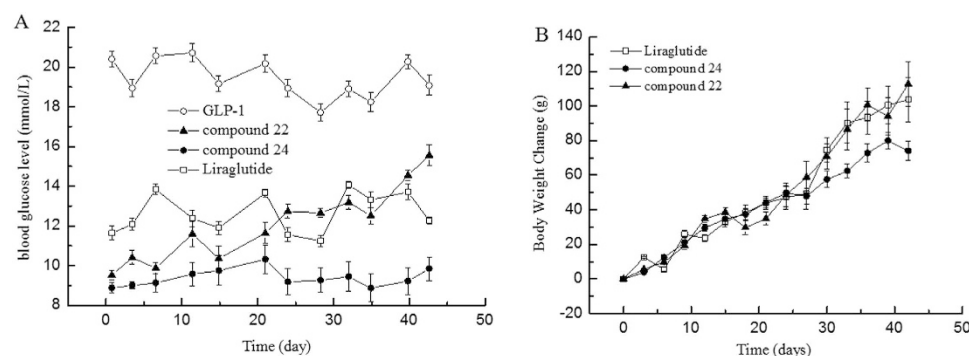 A
22
20
18
16
14
12
10
8
blood glucose level (mmol/L)
GLP-1
compound 22
compound 24
Liraglutide
0
10
20
30
40
50
Time (day)
B
120
100
80
60
40
20
0
-20
Body Weight Change (g)
Liraglutide
compound 24
compound 22
0
10
20
30
40
50
Time (days)